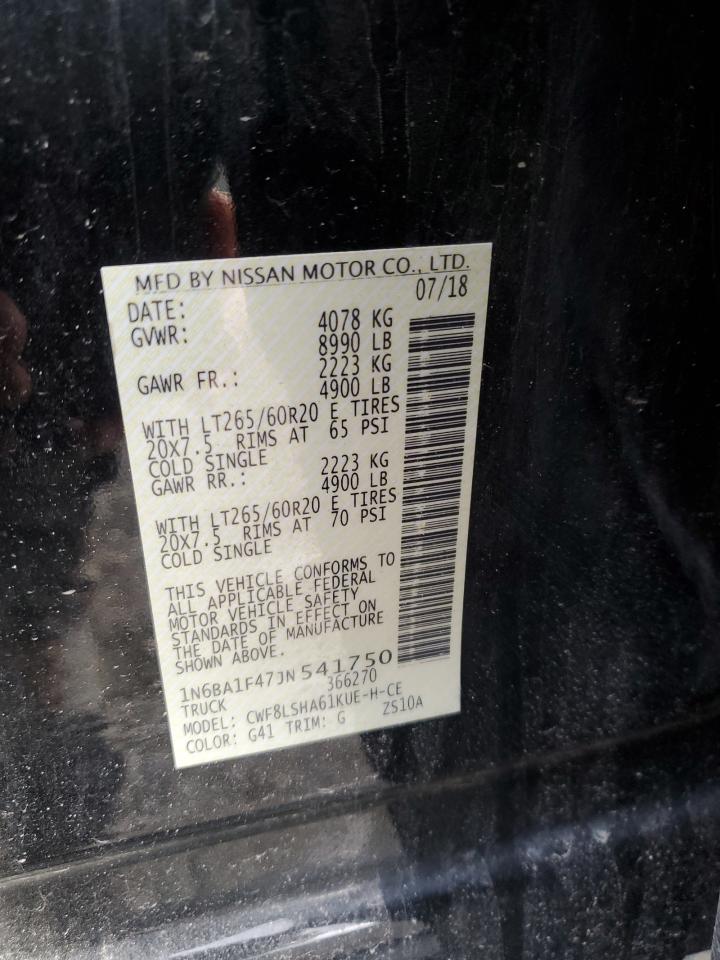 MFD BY NISSAN MOTOR CO., LTD.
DATE: 07/18
GVWR: 4078 KG
8990 LB
GAWR FR.: 2223 KG
4900 LB
WITH LT265/60R20 E TIRES
20X7.5 RIMS AT 65 PSI
COLD SINGLE
GAWR RR.: 2223 KG
4900 LB
WITH LT265/60R20 E TIRES
20X7.5 RIMS AT 70 PSI
COLD SINGLE
THIS VEHICLE CONFORMS TO
ALL APPLICABLE FEDERAL
MOTOR VEHICLE SAFETY
STANDARDS IN EFFECT ON
THE DATE OF MANUFACTURE
SHOWN ABOVE.
1N6BA1F47JN541750
TRUCK 366270
MODEL: CWF8LSHA61KUE-H-CE
COLOR: G41 TRIM: G ZS10A